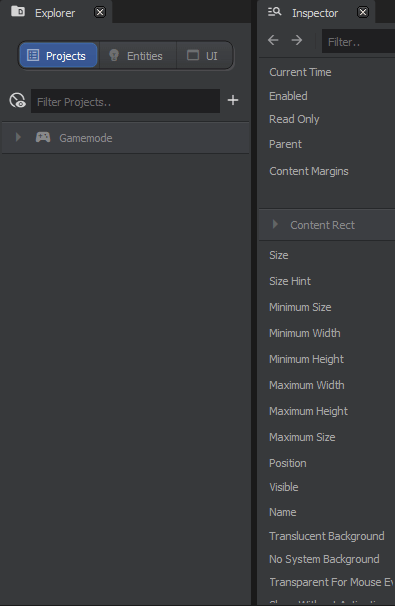 Explorer
Projects
Entities
UI
Filter Projects..
Gamemode
Inspector
Filter..
Current Time
Enabled
Read Only
Parent
Content Margins
Content Rect
Size
Size Hint
Minimum Size
Minimum Width
Minimum Height
Maximum Width
Maximum Height
Maximum Size
Position
Visible
Name
Translucent Background
No System Background
Transparent For Mouse Ev